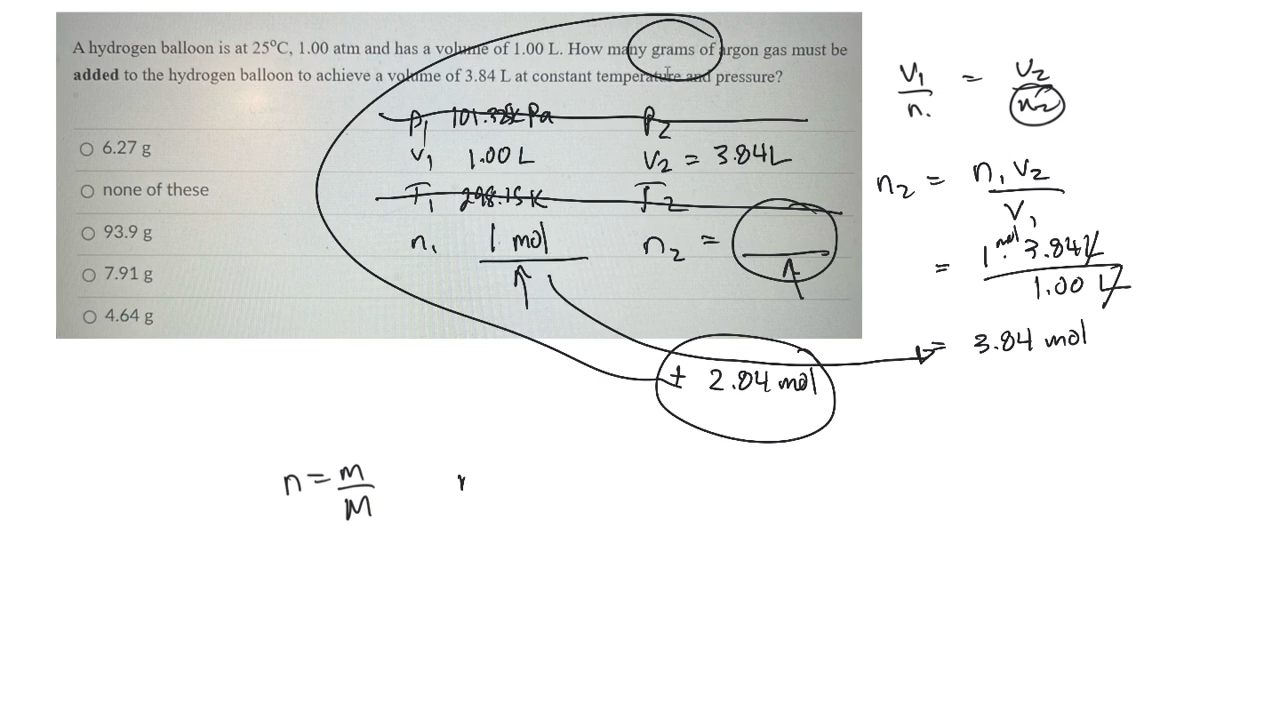 A hydrogen balloon is at 25°C, 1.00 atm and has a volume of 1.00 L. How many grams of argon gas must be
added to the hydrogen balloon to achieve a volume of 3.84 L at constant temperature and pressure?
6.27 g
none of these
93.9 g
7.91 g
4.64 g
P1 101.325kPa P2
V1 1.00 L V2 = 3.84L
T1 298.15K T2
n1 1 mol n2 =
V1/n1 = V2/n2
n2 = n1 V2 / V1
= 1 mol · 3.84L / 1.00 L
= 3.84 mol
+ 2.84 mol
n = m/M